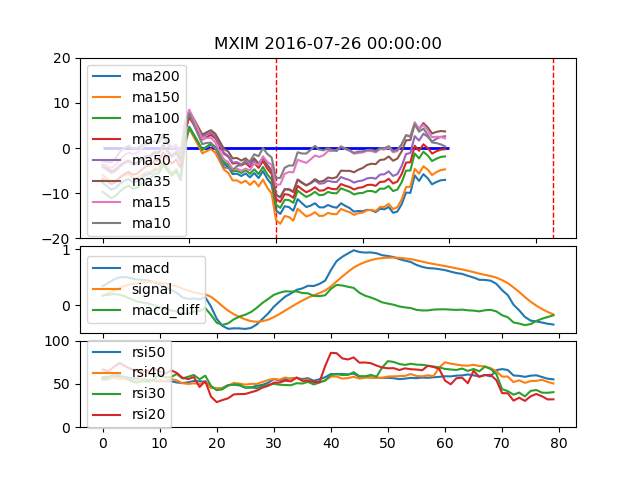 MXIM 2016-07-26 00:00:00
20
10
0
−10
−20
ma200
ma150
ma100
ma75
ma50
ma35
ma15
ma10
1
0
macd
signal
macd_diff
100
50
0
rsi50
rsi40
rsi30
rsi20
0 10 20 30 40 50 60 70 80